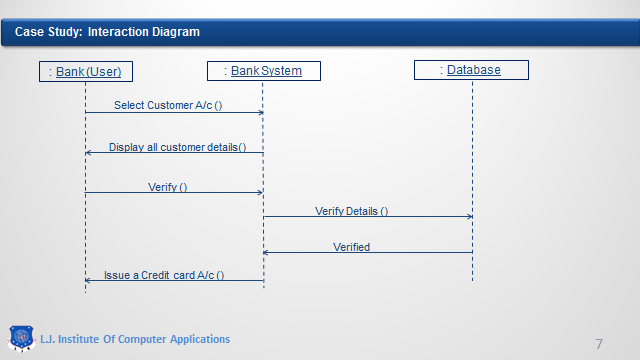 Case Study: Interaction Diagram
: Bank (User)
: Bank System
: Database
Select Customer A/c ()
Display all customer details()
Verify ()
Verify Details ()
Verified
Issue a Credit card A/c ()
L.J. Institute Of Computer Applications
7